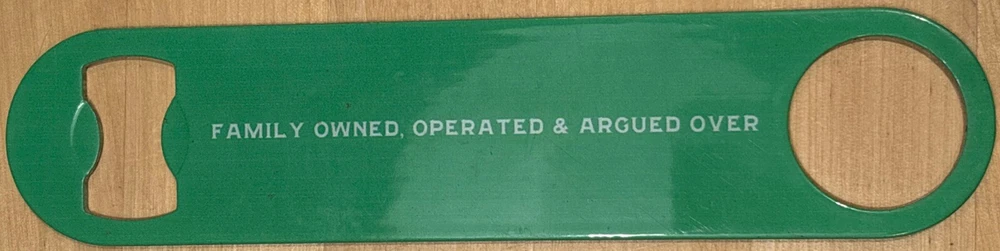 FAMILY OWNED, OPERATED & ARGUED OVER